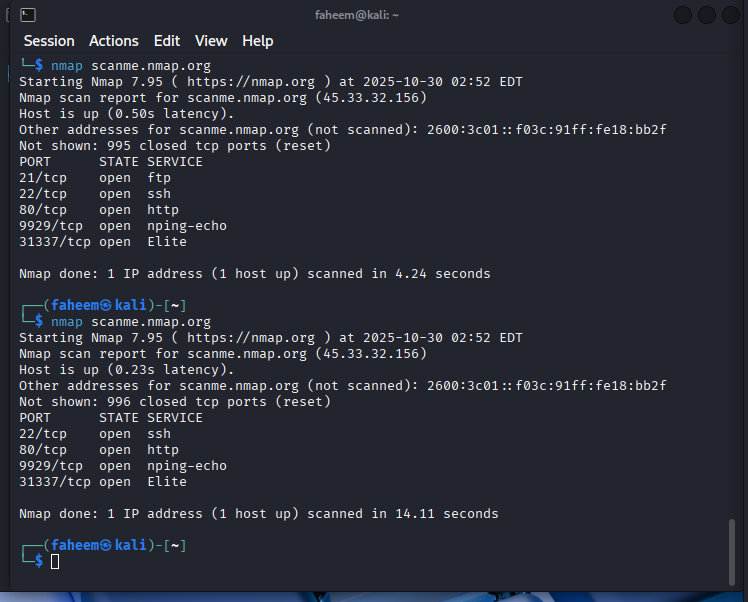 faheem@kali: ~
Session Actions Edit View Help
└─$ nmap scanme.nmap.org
Starting Nmap 7.95 ( https://nmap.org ) at 2025-10-30 02:52 EDT
Nmap scan report for scanme.nmap.org (45.33.32.156)
Host is up (0.50s latency).
Other addresses for scanme.nmap.org (not scanned): 2600:3c01::f03c:91ff:fe18:bb2f
Not shown: 995 closed tcp ports (reset)
PORT      STATE SERVICE
21/tcp    open  ftp
22/tcp    open  ssh
80/tcp    open  http
9929/tcp  open  nping-echo
31337/tcp open  Elite
Nmap done: 1 IP address (1 host up) scanned in 4.24 seconds
┌──(faheem㉿kali)-[~]
└─$ nmap scanme.nmap.org
Starting Nmap 7.95 ( https://nmap.org ) at 2025-10-30 02:52 EDT
Nmap scan report for scanme.nmap.org (45.33.32.156)
Host is up (0.23s latency).
Other addresses for scanme.nmap.org (not scanned): 2600:3c01::f03c:91ff:fe18:bb2f
Not shown: 996 closed tcp ports (reset)
PORT      STATE SERVICE
22/tcp    open  ssh
80/tcp    open  http
9929/tcp  open  nping-echo
31337/tcp open  Elite
Nmap done: 1 IP address (1 host up) scanned in 14.11 seconds
┌──(faheem㉿kali)-[~]
└─$